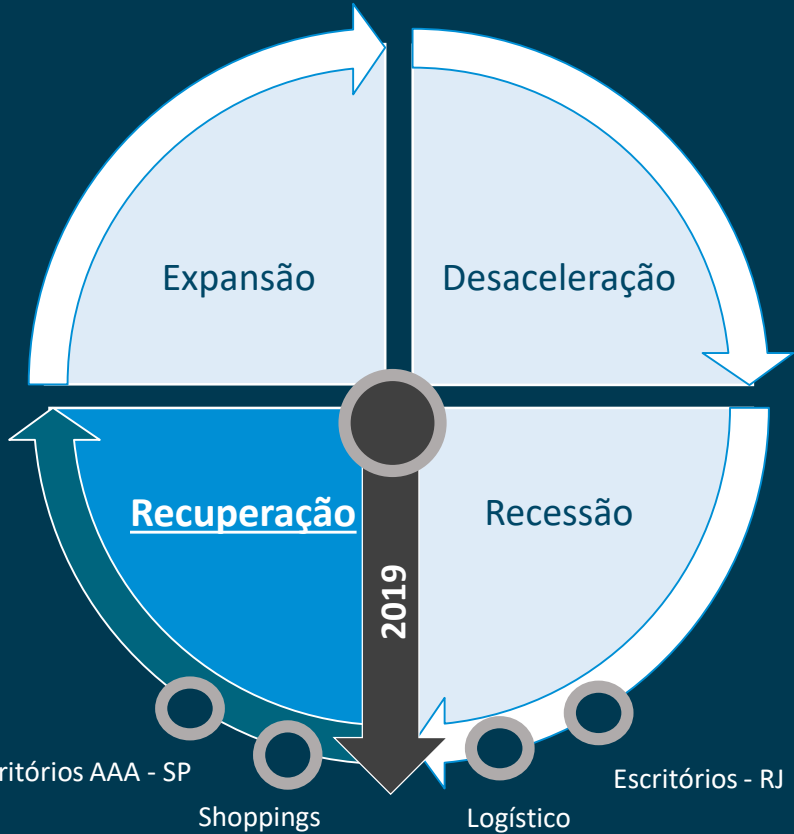 Expansão
Desaceleração
Recuperação
Recessão
2019
ritórios AAA - SP
Shoppings
Logístico
Escritórios - RJ